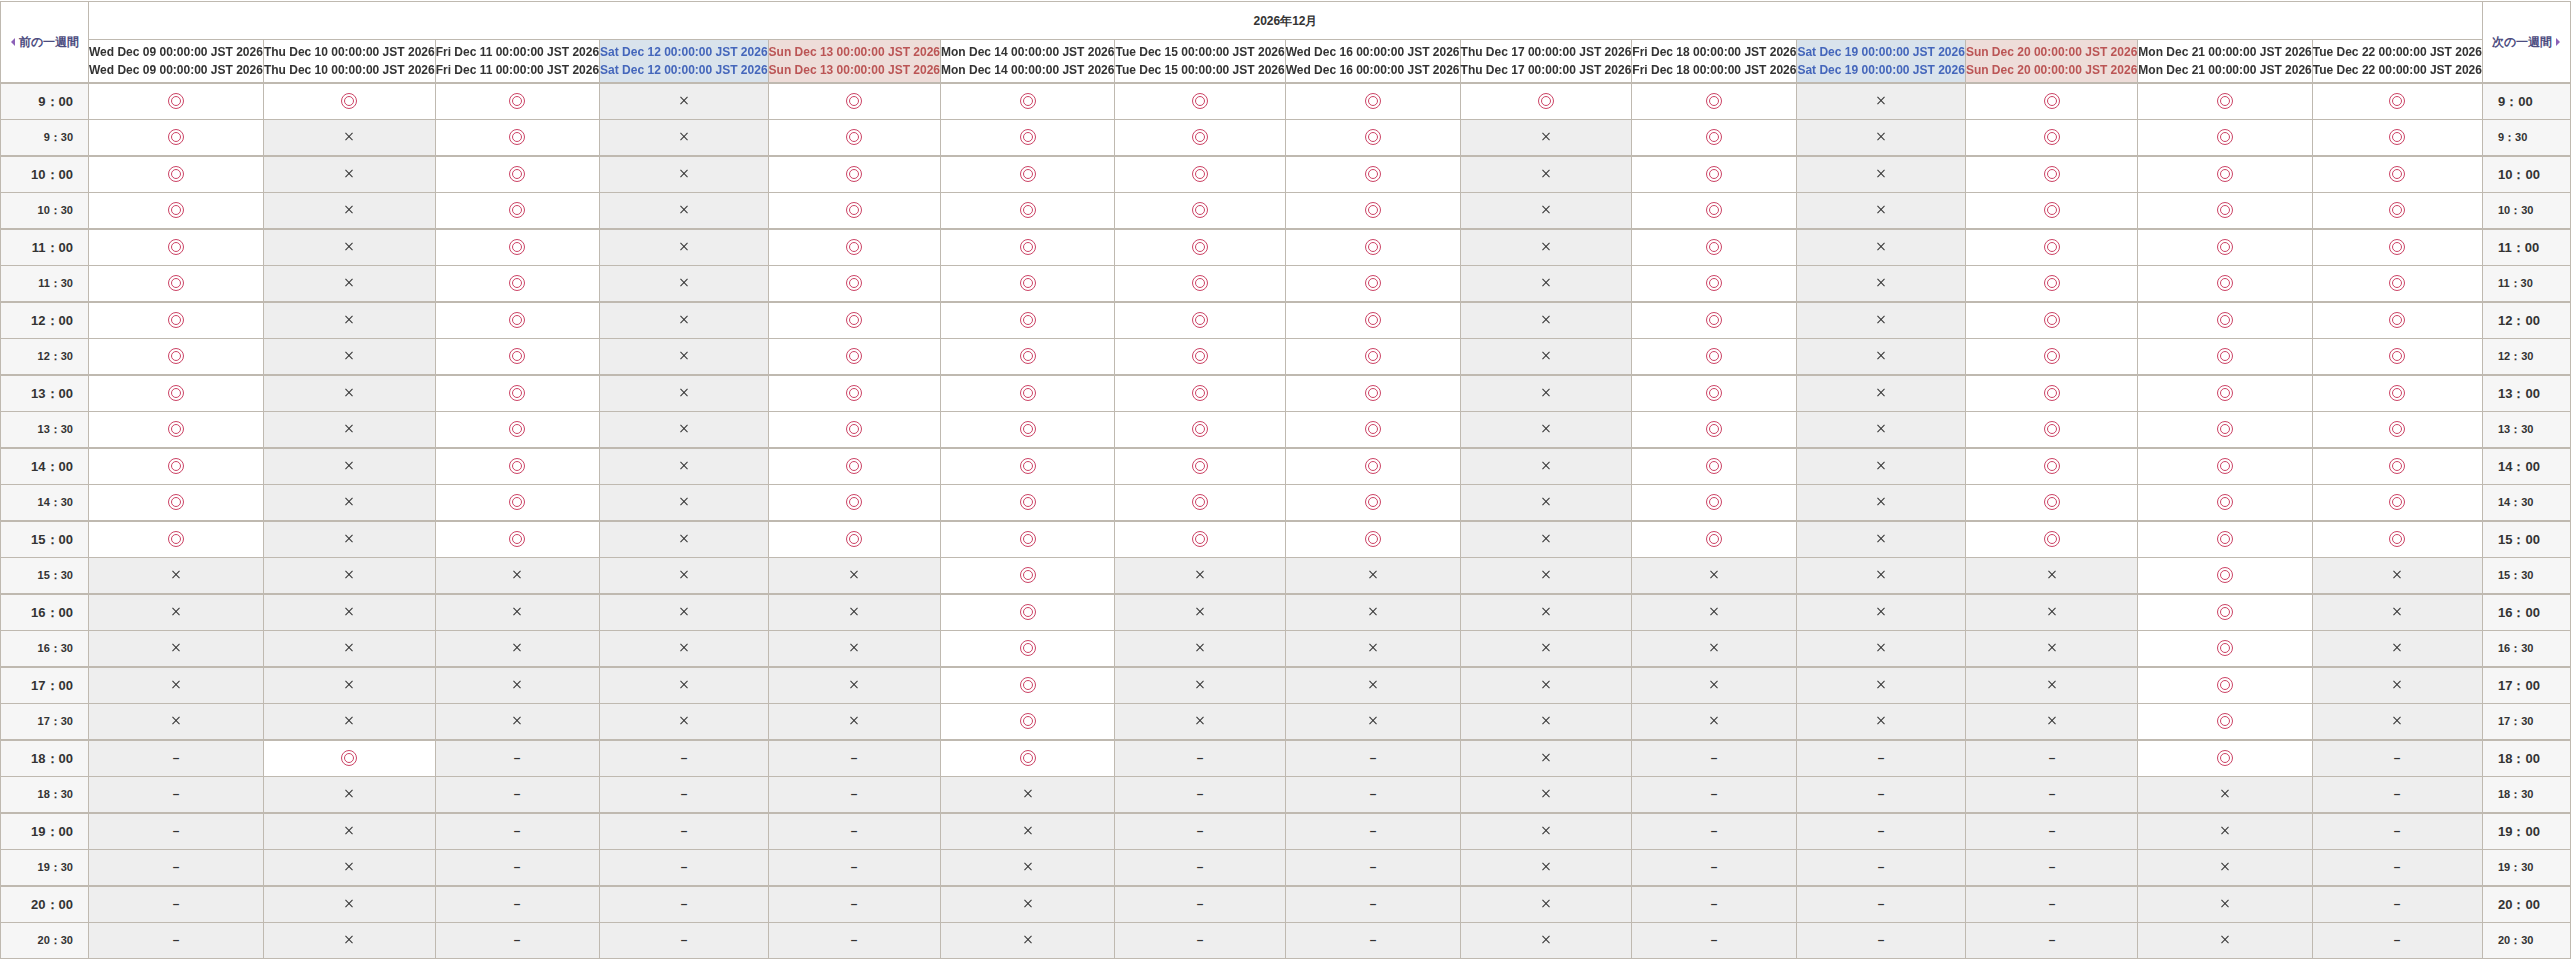 2026年12月
前の一週間
Wed Dec 09 00:00:00 JST 2026 Thu Dec 10 00:00:00 JST 2026 Fri Dec 11 00:00:00 JST 2026 Sat Dec 12 00:00:00 JST 2026 Sun Dec 13 00:00:00 JST 2026 Mon Dec 14 00:00:00 JST 2026 Tue Dec 15 00:00:00 JST 2026 Wed Dec 16 00:00:00 JST 2026 Thu Dec 17 00:00:00 JST 2026 Fri Dec 18 00:00:00 JST 2026 Sat Dec 19 00:00:00 JST 2026 Sun Dec 20 00:00:00 JST 2026 Mon Dec 21 00:00:00 JST 2026 Tue Dec 22 00:00:00 JST 2026
Wed Dec 09 00:00:00 JST 2026 Thu Dec 10 00:00:00 JST 2026 Fri Dec 11 00:00:00 JST 2026 Sat Dec 12 00:00:00 JST 2026 Sun Dec 13 00:00:00 JST 2026 Mon Dec 14 00:00:00 JST 2026 Tue Dec 15 00:00:00 JST 2026 Wed Dec 16 00:00:00 JST 2026 Thu Dec 17 00:00:00 JST 2026 Fri Dec 18 00:00:00 JST 2026 Sat Dec 19 00:00:00 JST 2026 Sun Dec 20 00:00:00 JST 2026 Mon Dec 21 00:00:00 JST 2026 Tue Dec 22 00:00:00 JST 2026
次の一週間
9：00 ◎ ◎ ◎ × ◎ ◎ ◎ ◎ ◎ ◎ × ◎ ◎ ◎ 9：00
9：30 ◎ × ◎ × ◎ ◎ ◎ ◎ × ◎ × ◎ ◎ ◎ 9：30
10：00 ◎ × ◎ × ◎ ◎ ◎ ◎ × ◎ × ◎ ◎ ◎ 10：00
10：30 ◎ × ◎ × ◎ ◎ ◎ ◎ × ◎ × ◎ ◎ ◎ 10：30
11：00 ◎ × ◎ × ◎ ◎ ◎ ◎ × ◎ × ◎ ◎ ◎ 11：00
11：30 ◎ × ◎ × ◎ ◎ ◎ ◎ × ◎ × ◎ ◎ ◎ 11：30
12：00 ◎ × ◎ × ◎ ◎ ◎ ◎ × ◎ × ◎ ◎ ◎ 12：00
12：30 ◎ × ◎ × ◎ ◎ ◎ ◎ × ◎ × ◎ ◎ ◎ 12：30
13：00 ◎ × ◎ × ◎ ◎ ◎ ◎ × ◎ × ◎ ◎ ◎ 13：00
13：30 ◎ × ◎ × ◎ ◎ ◎ ◎ × ◎ × ◎ ◎ ◎ 13：30
14：00 ◎ × ◎ × ◎ ◎ ◎ ◎ × ◎ × ◎ ◎ ◎ 14：00
14：30 ◎ × ◎ × ◎ ◎ ◎ ◎ × ◎ × ◎ ◎ ◎ 14：30
15：00 ◎ × ◎ × ◎ ◎ ◎ ◎ × ◎ × ◎ ◎ ◎ 15：00
15：30 × × × × × ◎ × × × × × × ◎ × 15：30
16：00 × × × × × ◎ × × × × × × ◎ × 16：00
16：30 × × × × × ◎ × × × × × × ◎ × 16：30
17：00 × × × × × ◎ × × × × × × ◎ × 17：00
17：30 × × × × × ◎ × × × × × × ◎ × 17：30
18：00 – ◎ – – – ◎ – – × – – – ◎ – 18：00
18：30 – × – – – × – – × – – – × – 18：30
19：00 – × – – – × – – × – – – × – 19：00
19：30 – × – – – × – – × – – – × – 19：30
20：00 – × – – – × – – × – – – × – 20：00
20：30 – × – – – × – – × – – – × – 20：30